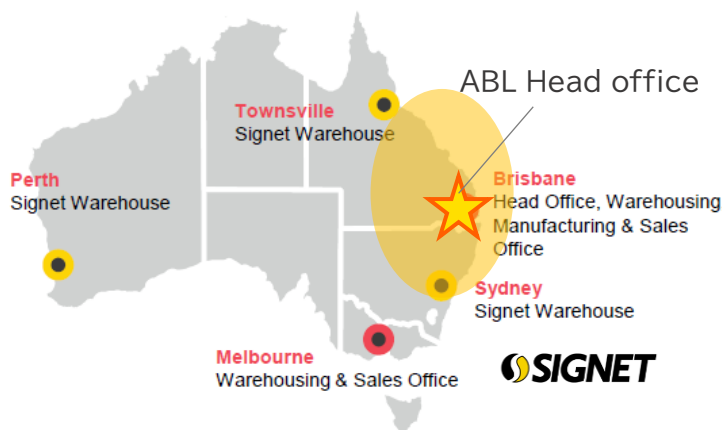 ABL Head office
Townsville
Signet Warehouse
Perth
Signet Warehouse
Brisbane
Head Office, Warehousing
Manufacturing & Sales
Office
Sydney
Signet Warehouse
Melbourne
Warehousing & Sales Office
SIGNET